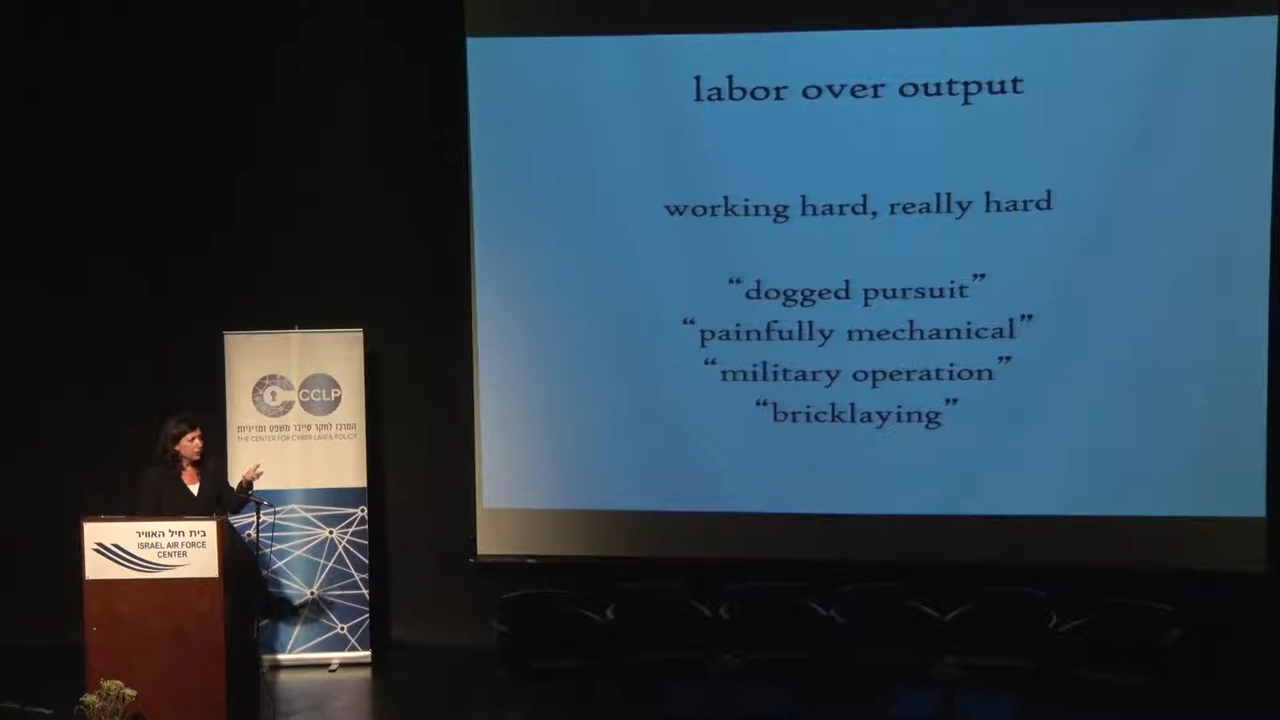 labor over output
working hard, really hard
“dogged pursuit”
“painfully mechanical”
“military operation”
“bricklaying”
CCLP
המרכז לחקר סייבר משפט ומדיניות
THE CENTER FOR CYBER LAW & POLICY
בית חיל האוויר
ISRAEL AIR FORCE
CENTER